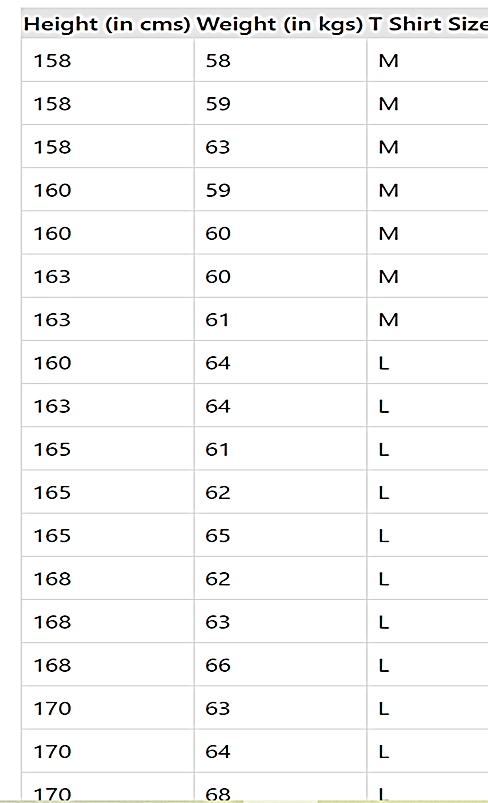 Height (in cms) Weight (in kgs) T Shirt Size
158 58 M
158 59 M
158 63 M
160 59 M
160 60 M
163 60 M
163 61 M
160 64 L
163 64 L
165 61 L
165 62 L
165 65 L
168 62 L
168 63 L
168 66 L
170 63 L
170 64 L
170 68 L